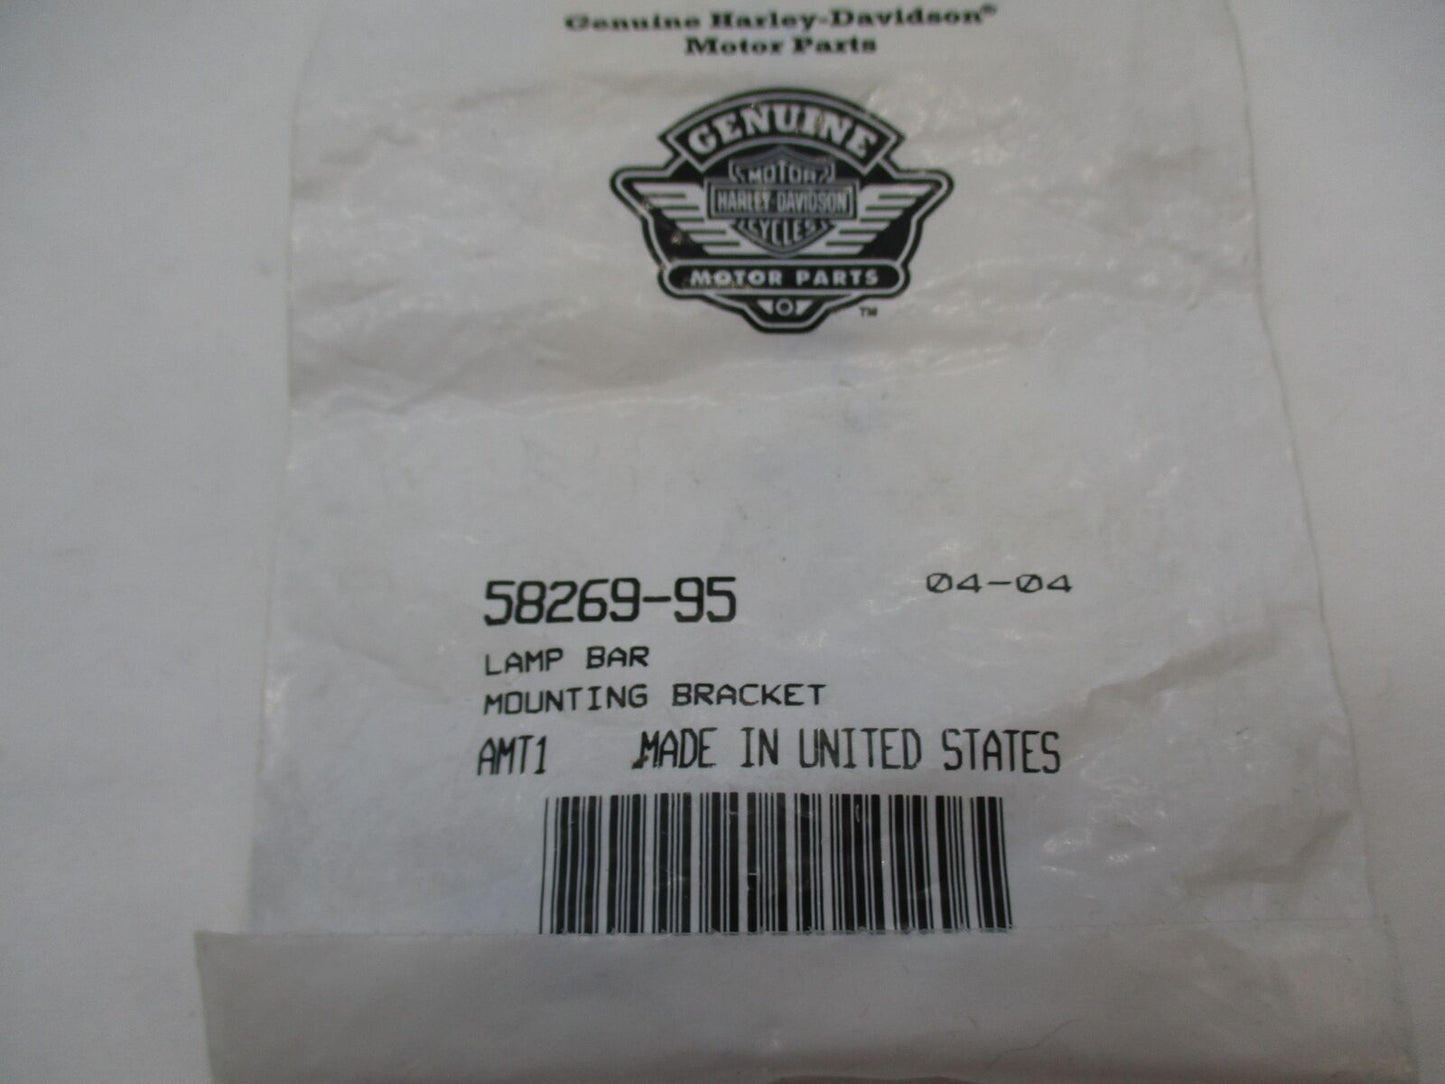 Genuine Harley-Davidson®
Motor Parts
GENUINE
MOTOR
HARLEY-DAVIDSON
CYCLES
MOTOR PARTS
TM
58269-95 04-04
LAMP BAR
MOUNTING BRACKET
AMT1 MADE IN UNITED STATES